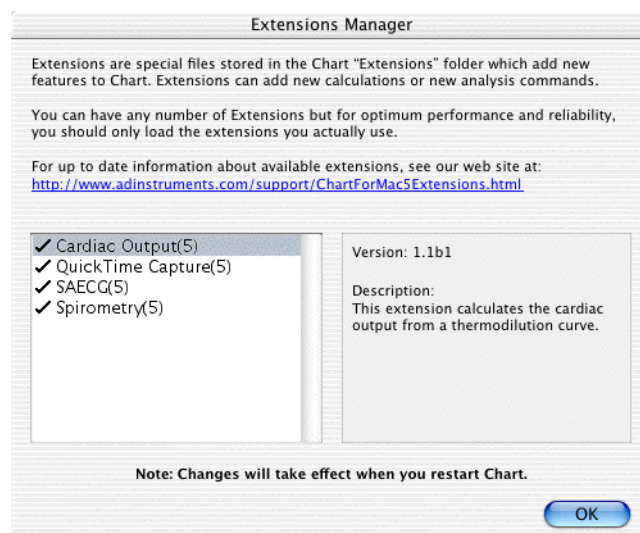 Extensions Manager
Extensions are special files stored in the Chart “Extensions” folder which add new
features to Chart. Extensions can add new calculations or new analysis commands.
You can have any number of Extensions but for optimum performance and reliability,
you should only load the extensions you actually use.
For up to date information about available extensions, see our web site at:
http://www.adinstruments.com/support/ChartForMac5Extensions.html
✓ Cardiac Output(5)
✓ QuickTime Capture(5)
✓ SAECG(5)
✓ Spirometry(5)
Version: 1.1b1
Description:
This extension calculates the cardiac
output from a thermodilution curve.
Note: Changes will take effect when you restart Chart.
OK